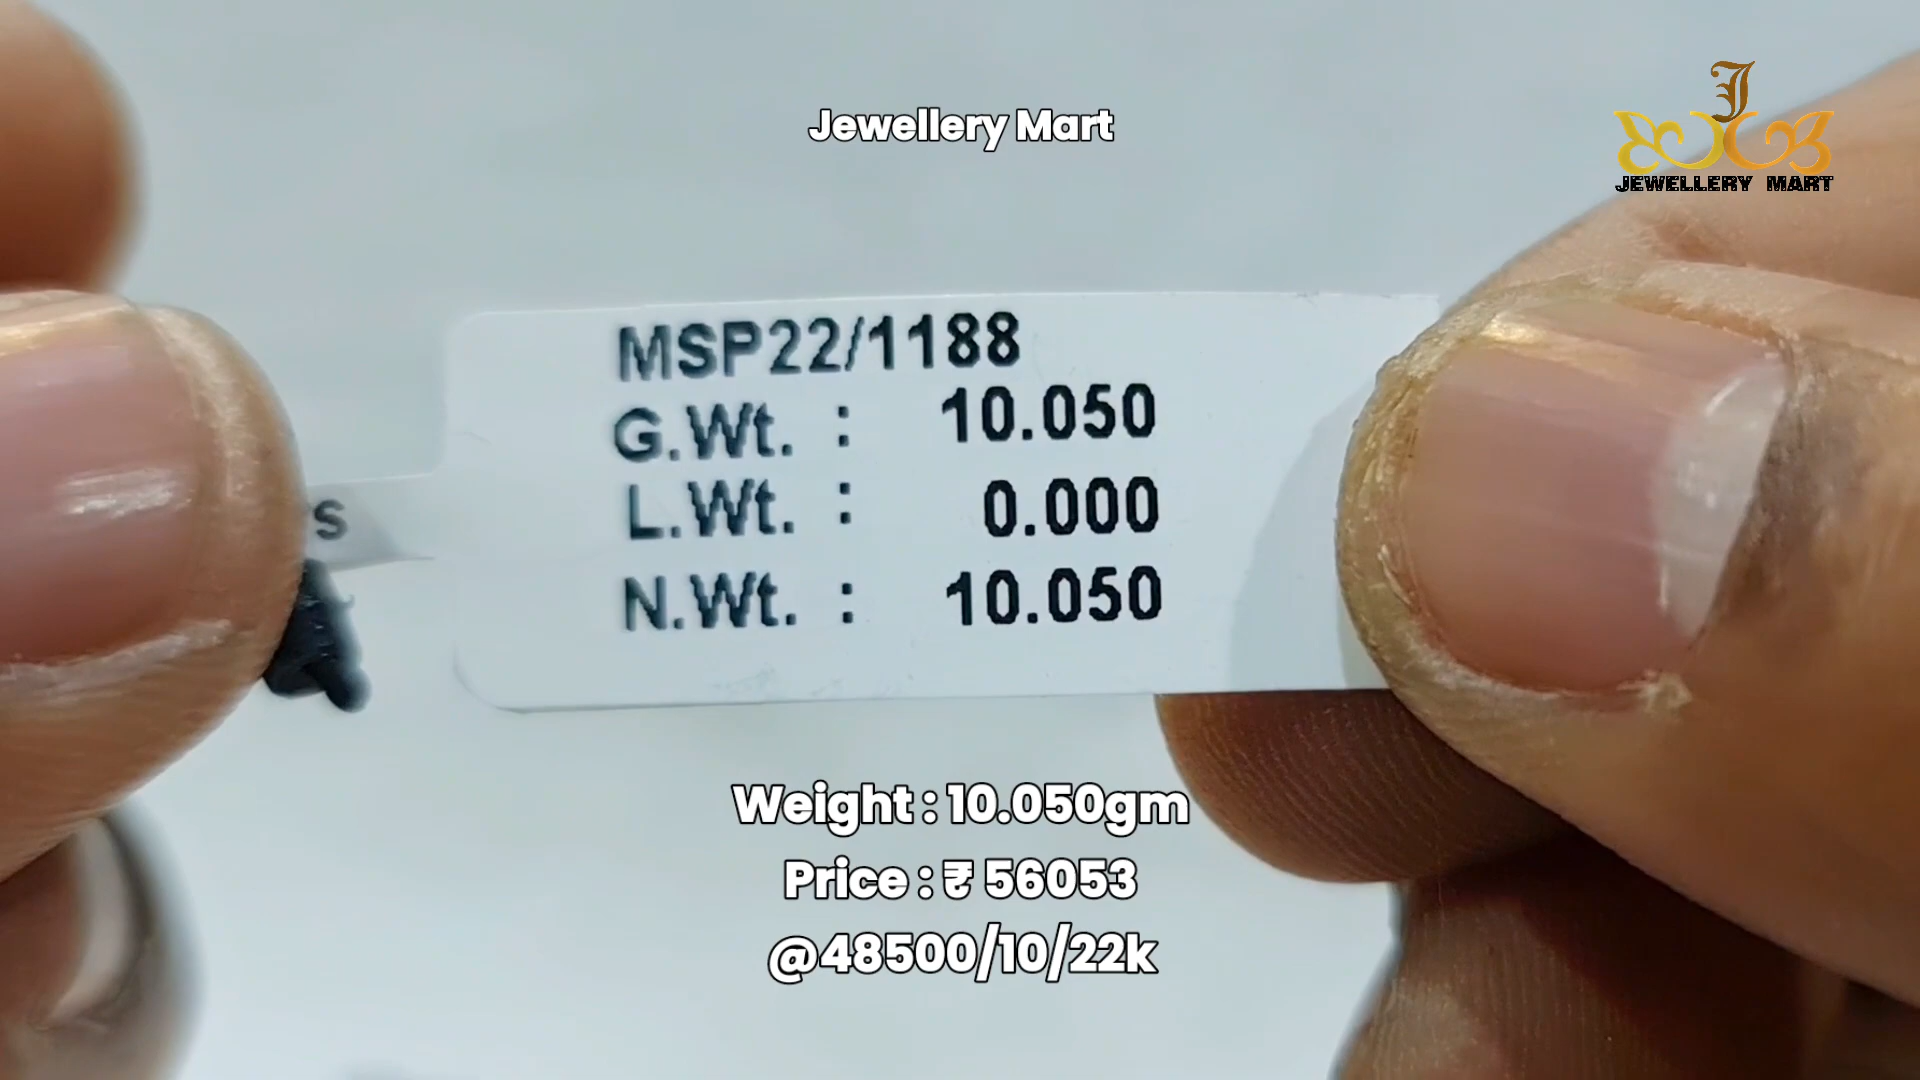 Jewellery Mart
J
JEWELLERY MART
MSP22/1188
G.Wt. : 10.050
L.Wt. : 0.000
N.Wt. : 10.050
s
Weight : 10.050gm
Price : ₹ 56053
@48500/10/22k